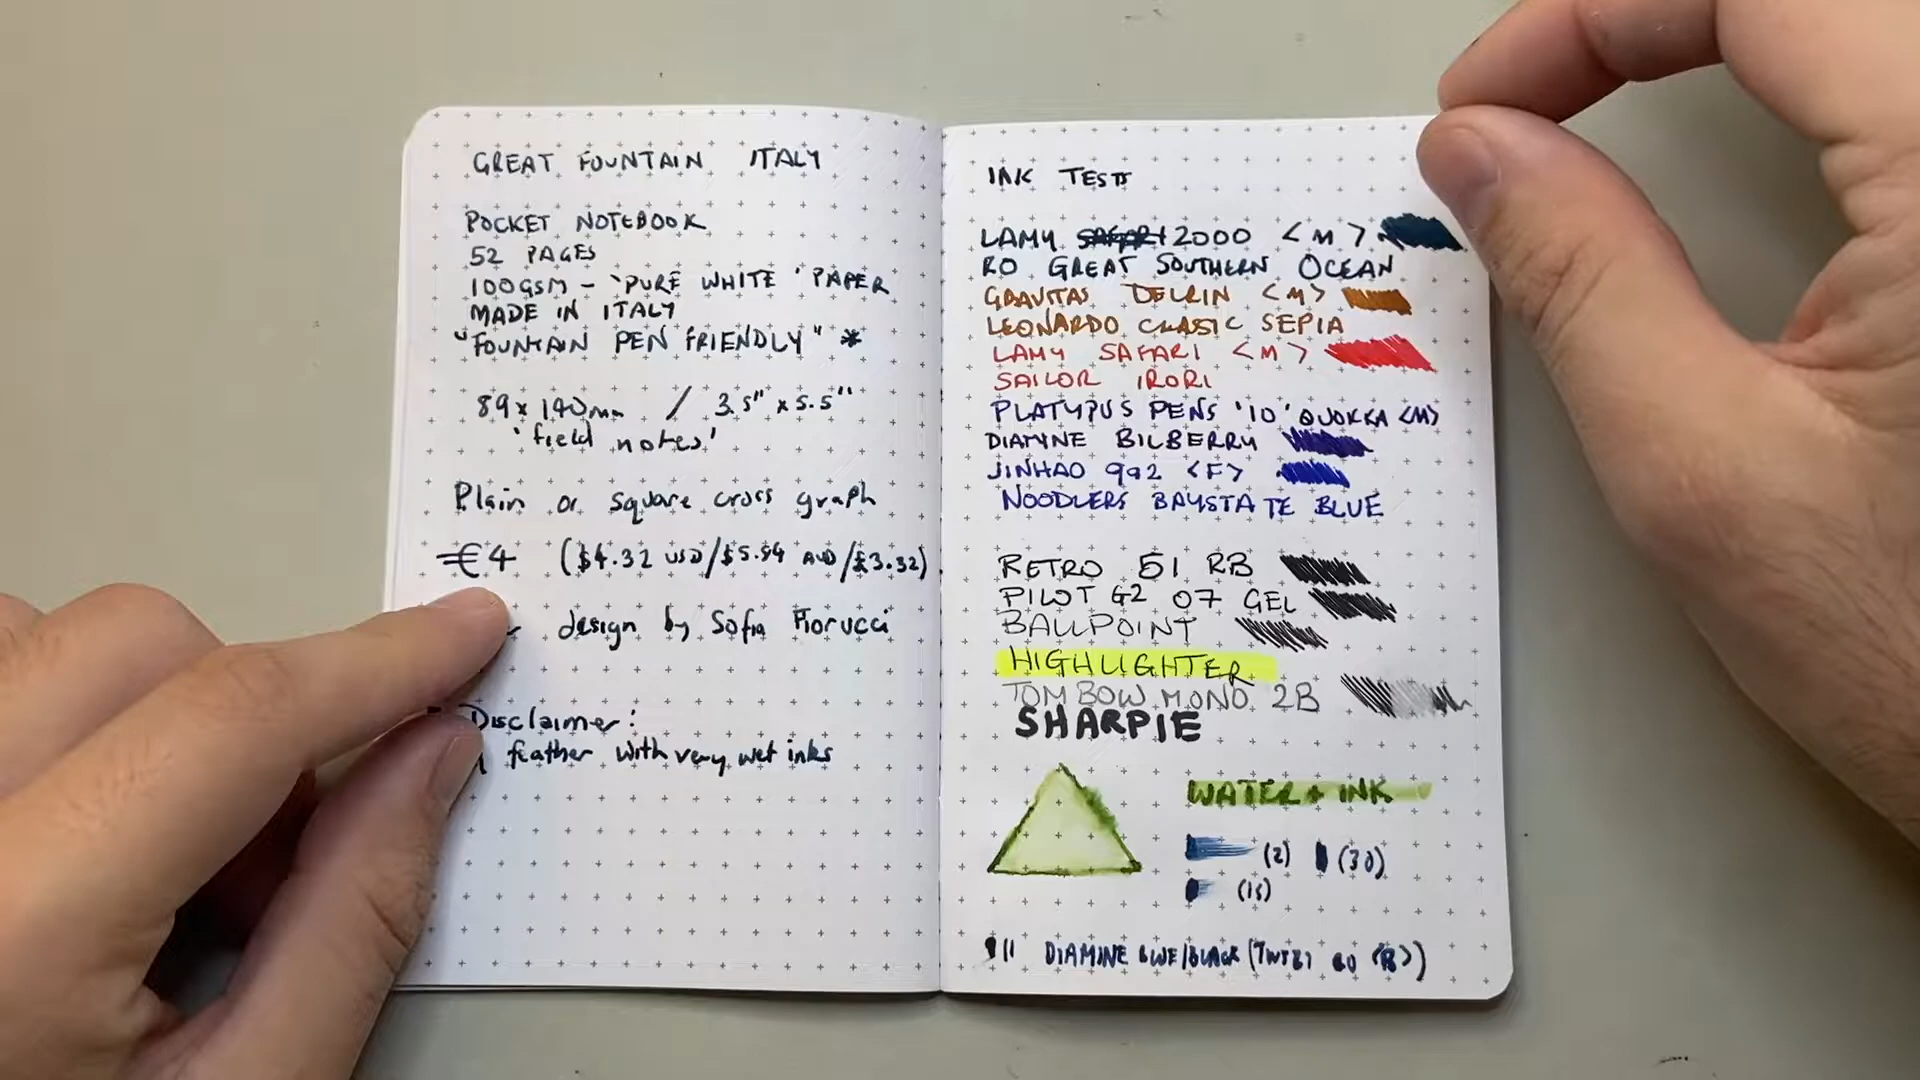 GREAT FOUNTAIN ITALY
POCKET NOTEBOOK
52 PAGES
100GSM - 'PURE WHITE' PAPER
MADE IN ITALY
"FOUNTAIN PEN FRIENDLY" *
89 x 140mm / 3.5" x 5.5"
'field notes'
Plain or square cross graph
€4 ($4.32 USD/$5.94 AUD/£3.32)
design by Sofia Fiorucci
Disclaimer:
feather with very wet inks
INK TESTS
LAMY SAFARI 2000 <M>
RO GREAT SOUTHERN OCEAN
GRAVITAS DELRIN <M>
LEONARDO CLASSIC SEPIA
LAMY SAFARI <M>
SAILOR IRORI
PLATYPUS PENS '10' QUOKKA <M>
DIAMINE BILBERRY
JINHAO 992 <F>
NOODLERS BAYSTATE BLUE
RETRO 51 RB
PILOT G2 07 GEL
BALLPOINT
HIGHLIGHTER
TOMBOW MONO 2B
SHARPIE
WATER + INK
(2) (30)
(15)
DIAMINE BLUE/BLACK (TWSBI GO <B>)